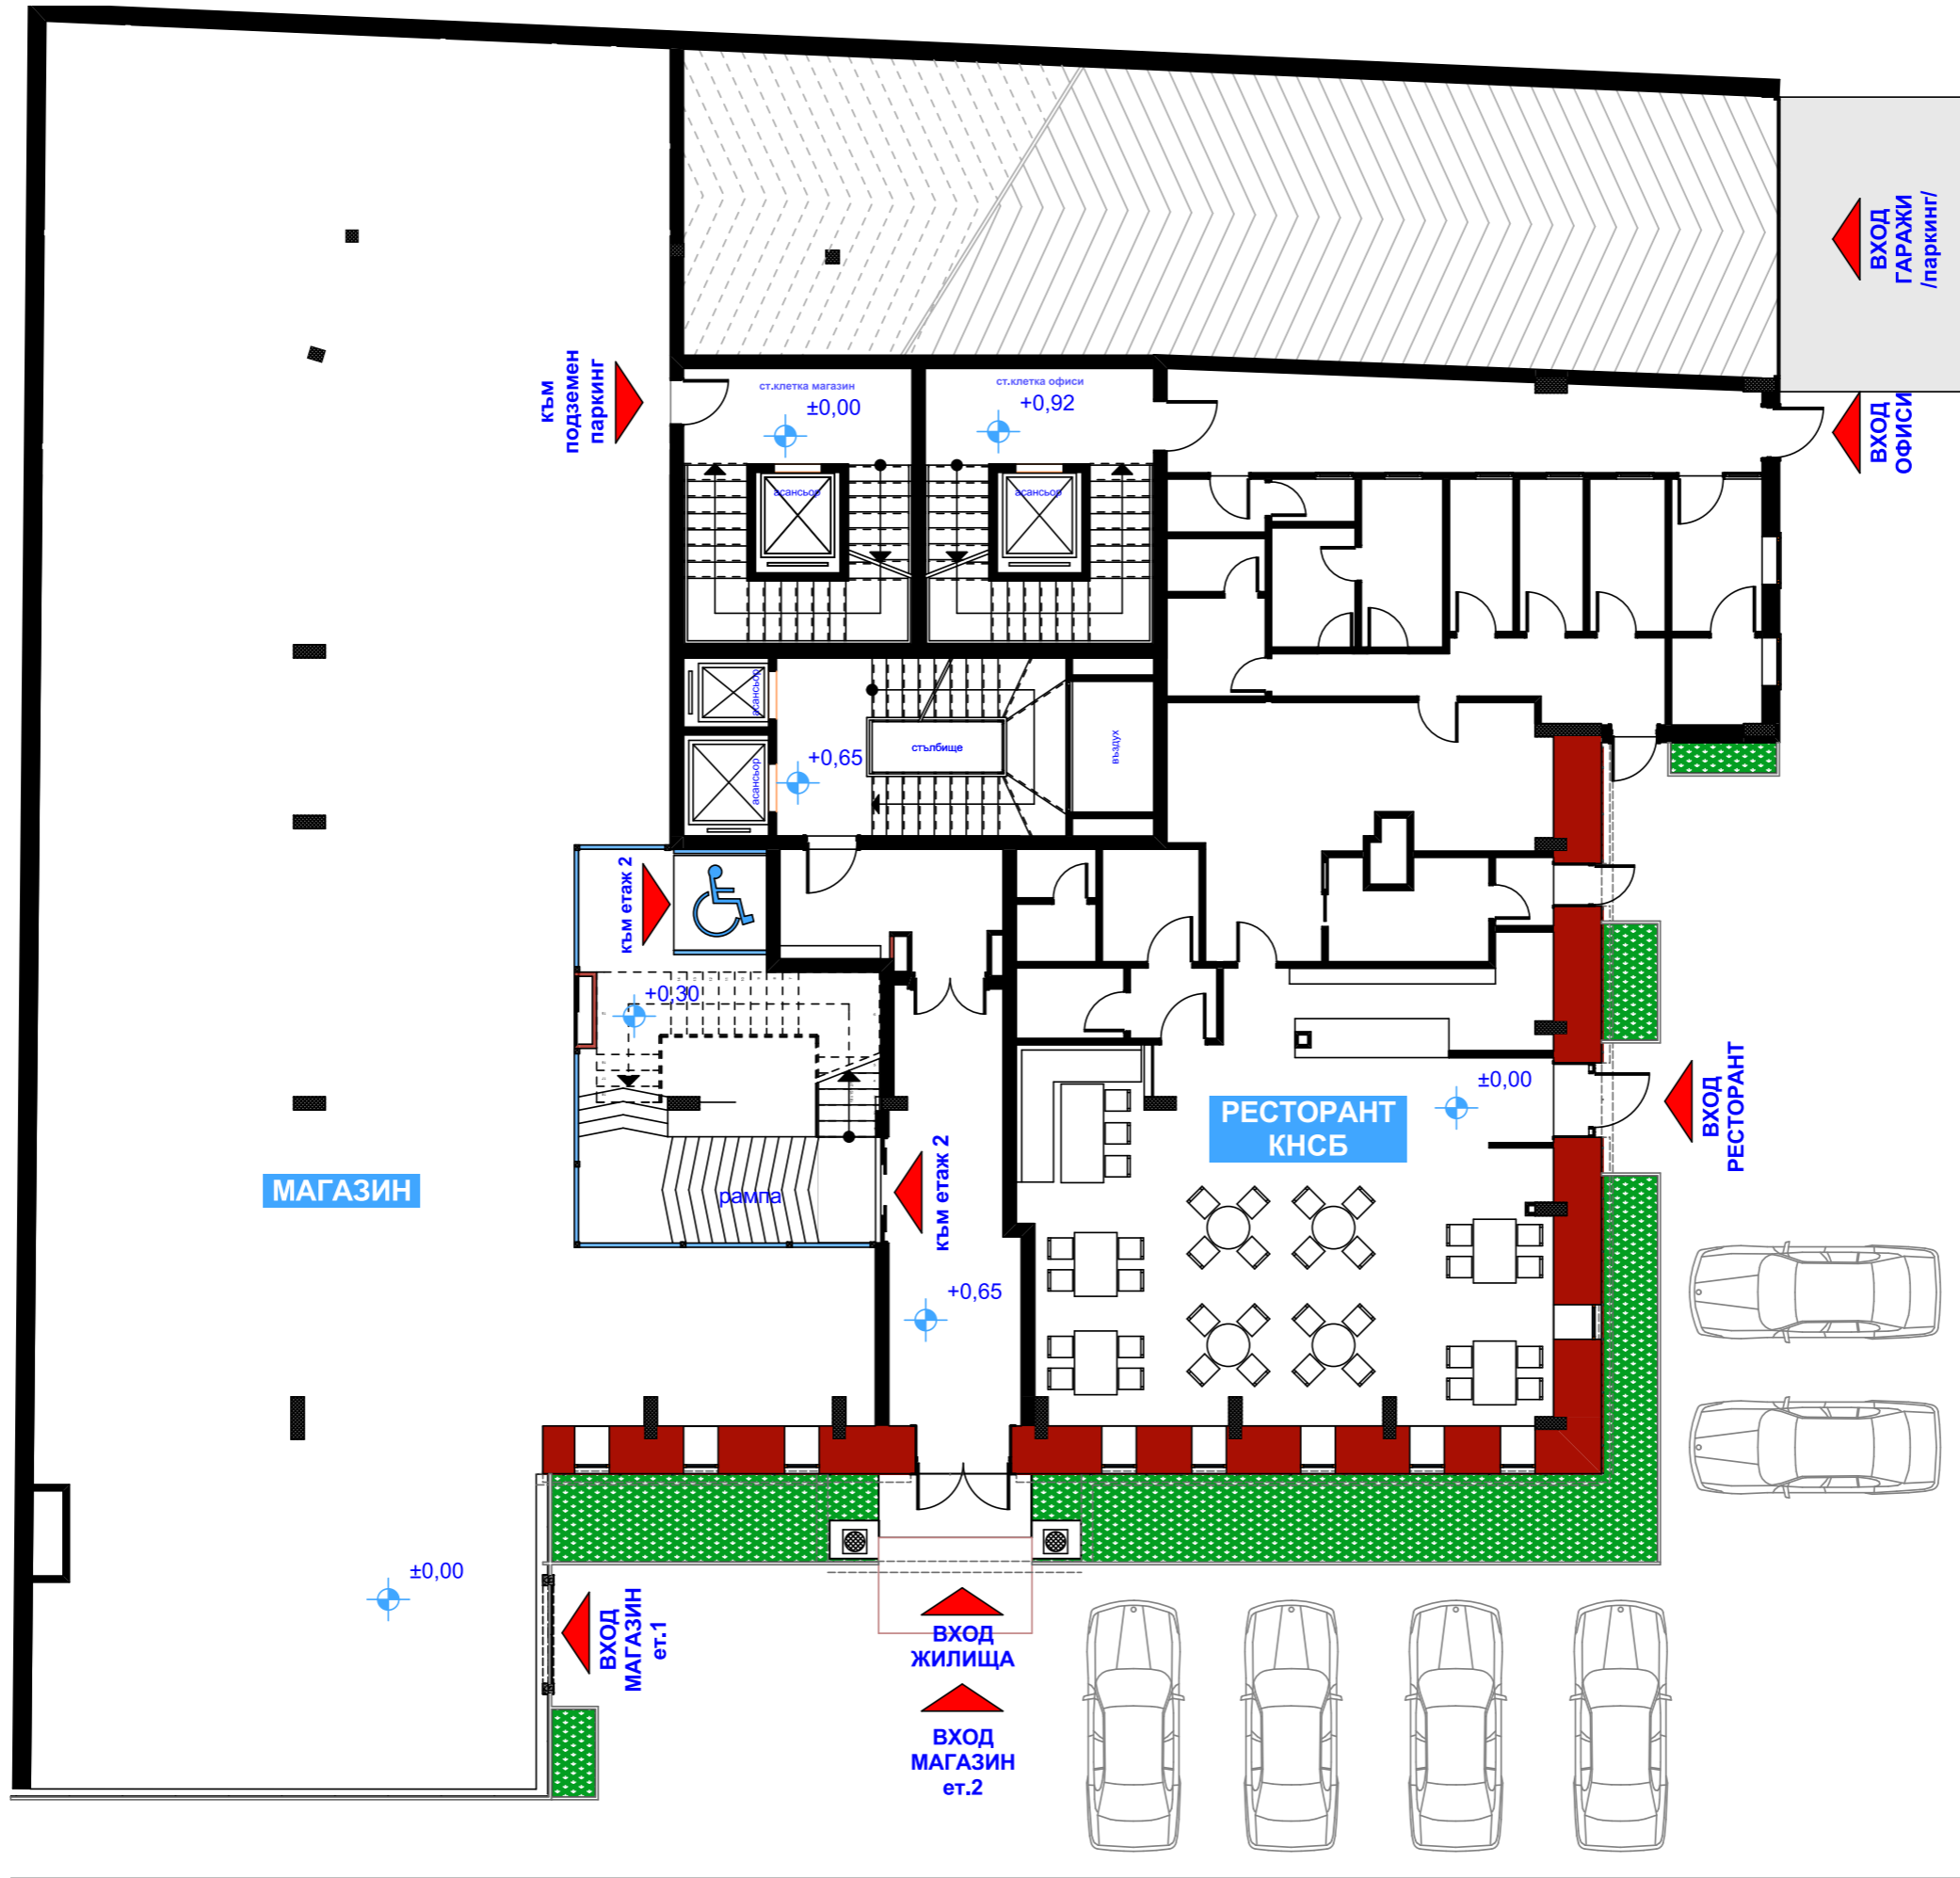 ВХОД
ГАРАЖИ
/паркинг/
към
подземен
паркинг
ст.клетка магазин
±0,00
ст.клетка офиси
+0,92
ВХОД
ОФИСИ
асансьор
асансьор
асансьор
стълбище
въздух
+0,65
асансьор
към етаж 2
+0,30
±0,00
РЕСТОРАНТ
КНСБ
ВХОД
РЕСТОРАНТ
МАГАЗИН
рампа
към етаж 2
+0,65
±0,00
ВХОД
МАГАЗИН
ет.1
ВХОД
ЖИЛИЩА
ВХОД
МАГАЗИН
ет.2